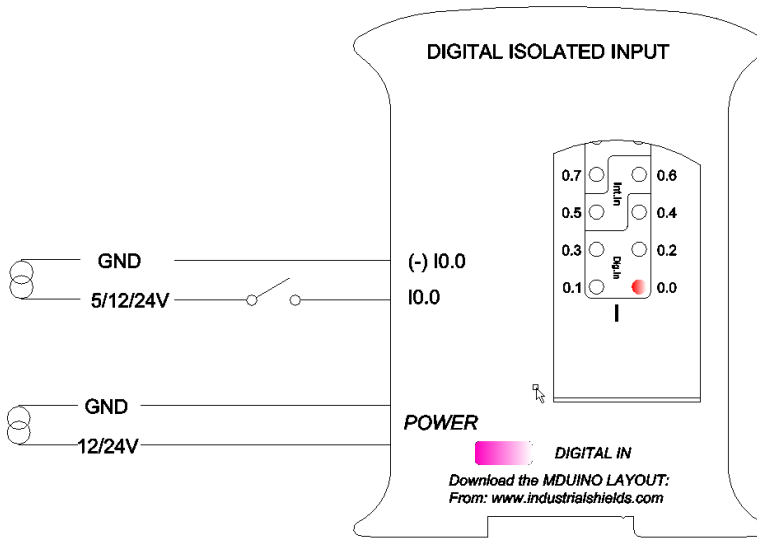 DIGITAL ISOLATED INPUT
0.7 Int.In 0.6
0.5 0.4
0.3 Dig.In 0.2
0.1 0.0
I
GND (-) I0.0
5/12/24V I0.0
GND
POWER
12/24V
DIGITAL IN
Download the MDUINO LAYOUT:
From: www.industrialshields.com